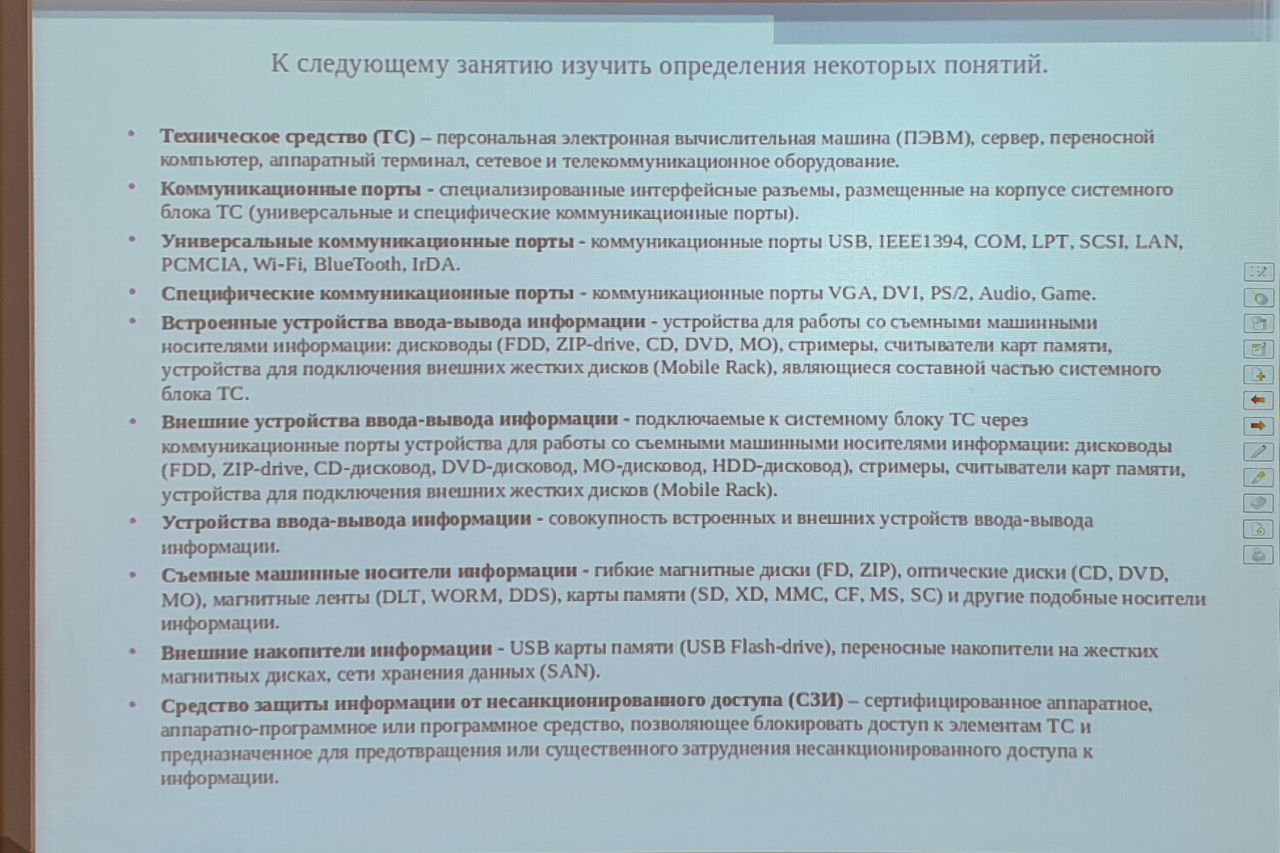 К следующему занятию изучить определения некоторых понятий.
• Техническое средство (ТС) – персональная электронная вычислительная машина (ПЭВМ), сервер, переносной
компьютер, аппаратный терминал, сетевое и телекоммуникационное оборудование.
• Коммуникационные порты - специализированные интерфейсные разъемы, размещенные на корпусе системного
блока ТС (универсальные и специфические коммуникационные порты).
• Универсальные коммуникационные порты - коммуникационные порты USB, IEEE1394, COM, LPT, SCSI, LAN,
PCMCIA, Wi-Fi, BlueTooth, IrDA.
• Специфические коммуникационные порты - коммуникационные порты VGA, DVI, PS/2, Audio, Game.
• Встроенные устройства ввода-вывода информации - устройства для работы со съемными машинными
носителями информации: дисководы (FDD, ZIP-drive, CD, DVD, MO), стримеры, считыватели карт памяти,
устройства для подключения внешних жестких дисков (Mobile Rack), являющиеся составной частью системного
блока ТС.
• Внешние устройства ввода-вывода информации - подключаемые к системному блоку ТС через
коммуникационные порты устройства для работы со съемными машинными носителями информации: дисководы
(FDD, ZIP-drive, CD-дисковод, DVD-дисковод, MO-дисковод, HDD-дисковод), стримеры, считыватели карт памяти,
устройства для подключения внешних жестких дисков (Mobile Rack).
• Устройства ввода-вывода информации - совокупность встроенных и внешних устройств ввода-вывода
информации.
• Съемные машинные носители информации - гибкие магнитные диски (FD, ZIP), оптические диски (CD, DVD,
MO), магнитные ленты (DLT, WORM, DDS), карты памяти (SD, XD, MMC, CF, MS, SC) и другие подобные носители
информации.
• Внешние накопители информации - USB карты памяти (USB Flash-drive), переносные накопители на жестких
магнитных дисках, сети хранения данных (SAN).
• Средство защиты информации от несанкционированного доступа (СЗИ) – сертифицированное аппаратное,
аппаратно-программное или программное средство, позволяющее блокировать доступ к элементам ТС и
предназначенное для предотвращения или существенного затруднения несанкционированного доступа к
информации.